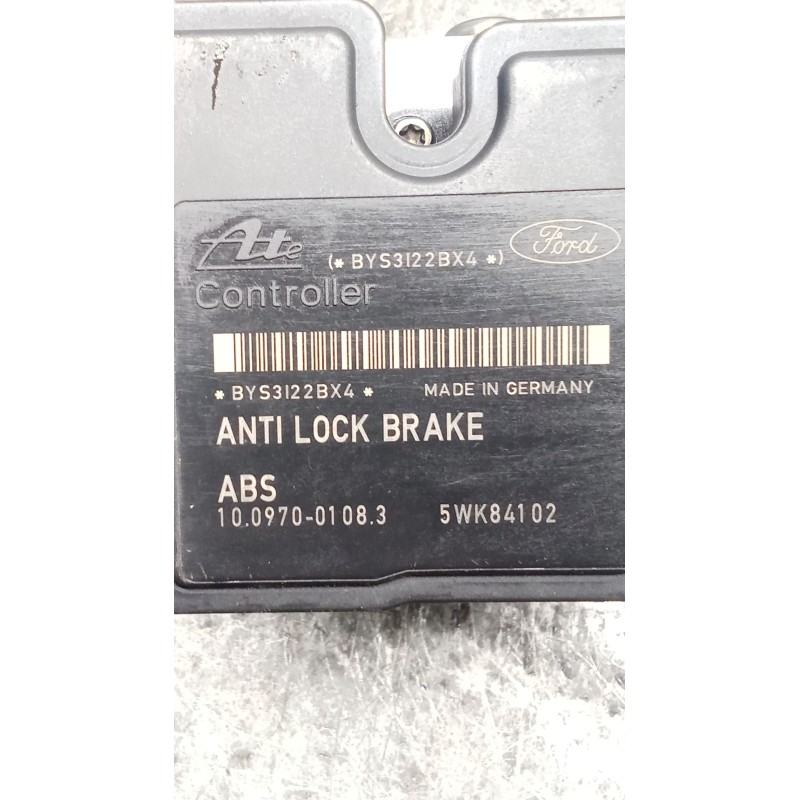 Ate
(*BYS3I22BX4*)
Ford
Controller
*BYS3I22BX4* MADE IN GERMANY
ANTI LOCK BRAKE
ABS
10.0970-0108.3 5WK84102